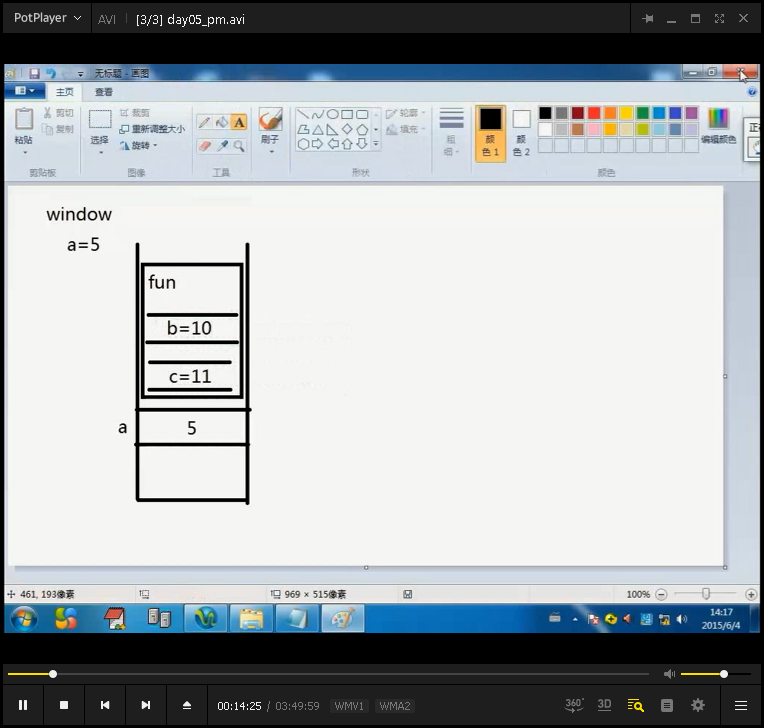 PotPlayer AVI [3/3] day05_pm.avi
无标题 - 画图
主页 查看
剪切
复制
粘贴
剪贴板
裁剪
重新调整大小
旋转
选择
图像
A
工具
刷子
轮廓
填充
形状
粗细
颜色 1
颜色 2
编辑颜色
颜色
window
a=5
fun
b=10
c=11
a 5
461, 193像素 969 × 515像素 100%
14:17
2015/6/4
00:14:25 / 03:49:59 WMV1 WMA2 360° 3D